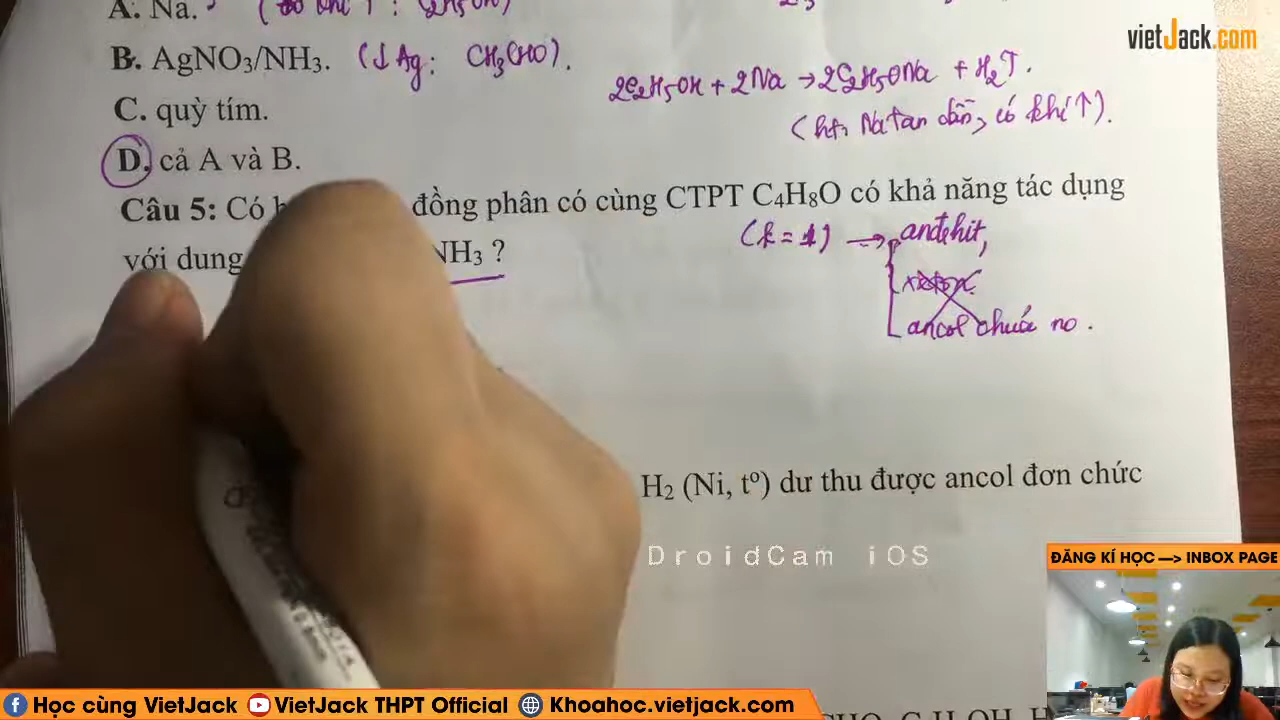 A. Na.
vietJack.com
B. AgNO₃/NH₃. (↓Ag: CH₃CHO).
2C₂H₅OH + 2Na → 2C₂H₅ONa + H₂↑.
C. quỳ tím.
(ht, Na tan dần, có khí↑).
D. cả A và B.
Câu 5: Có đồng phân có cùng CTPT C₄H₈O có khả năng tác dụng
(k = 1) → anđehit,
với dung NH₃ ?
ancol chưa no.
H₂ (Ni, tº) dư thu được ancol đơn chức
DroidCam iOS
ĐĂNG KÍ HỌC —> INBOX PAGE
Học cùng VietJack VietJack THPT Official Khoahoc.vietjack.com